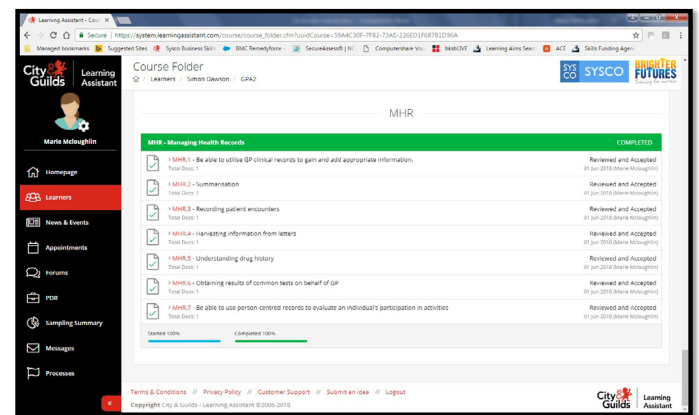 Learning Assistant - Cour
Secure https://system.learningassistant.com/course/course_folder.cfm?uuidCourse=59A4C30F-7FB2-73AE-226ED1F687B1D96A
Managed bookmarks Suggested Sites Sysco Business Skills BMC Remedyforce - SecureAssess® | NC Computershare Vou bksbLIVE Learning Aims Searc ACE Skills Funding Agen
City & Guilds Learning Assistant
Course Folder
Learners / Simon Dawson / GPA2
SYSCO SYSCO BRIGHTER FUTURES
Marie Mcloughlin
Homepage
Learners
News & Events
Appointments
Forums
PDR
Sampling Summary
Messages
Processes
MHR
MHR - Managing Health Records COMPLETED
MHR.1 - Be able to utilise GP clinical records to gain and add appropriate information. Reviewed and Accepted
Total Docs: 1 01 Jun 2018 (Marie Mcloughlin)
MHR.2 - Summarisation Reviewed and Accepted
Total Docs: 1 01 Jun 2018 (Marie Mcloughlin)
MHR.3 - Recording patient encounters Reviewed and Accepted
Total Docs: 1 01 Jun 2018 (Marie Mcloughlin)
MHR.4 - Harvesting information from letters Reviewed and Accepted
Total Docs: 1 01 Jun 2018 (Marie Mcloughlin)
MHR.5 - Understanding drug history Reviewed and Accepted
Total Docs: 1 01 Jun 2018 (Marie Mcloughlin)
MHR.6 - Obtaining results of common tests on behalf of GP Reviewed and Accepted
Total Docs: 1 01 Jun 2018 (Marie Mcloughlin)
MHR.7 - Be able to use person-centred records to evaluate an individual's participation in activities Reviewed and Accepted
Total Docs: 1 01 Jun 2018 (Marie Mcloughlin)
Started 100% Completed 100%
Terms & Conditions // Privacy Policy // Customer Support // Submit an idea // Logout
Copyright City & Guilds - Learning Assistant ©2006-2018
City & Guilds Learning Assistant